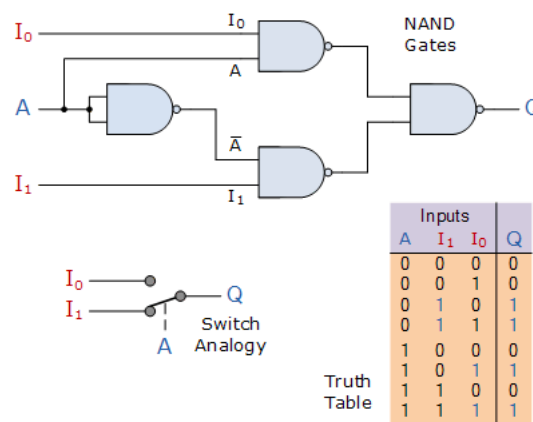 I₀ I₀ NAND
Gates
A
A Q
A̅
I₁ I₁
Inputs
A I₁ I₀ Q
0 0 0 0
0 0 1 0
0 1 0 1
0 1 1 1
1 0 0 0
1 0 1 1
1 1 0 0
1 1 1 1
I₀
I₁ Q
Switch
A Analogy
Truth
Table